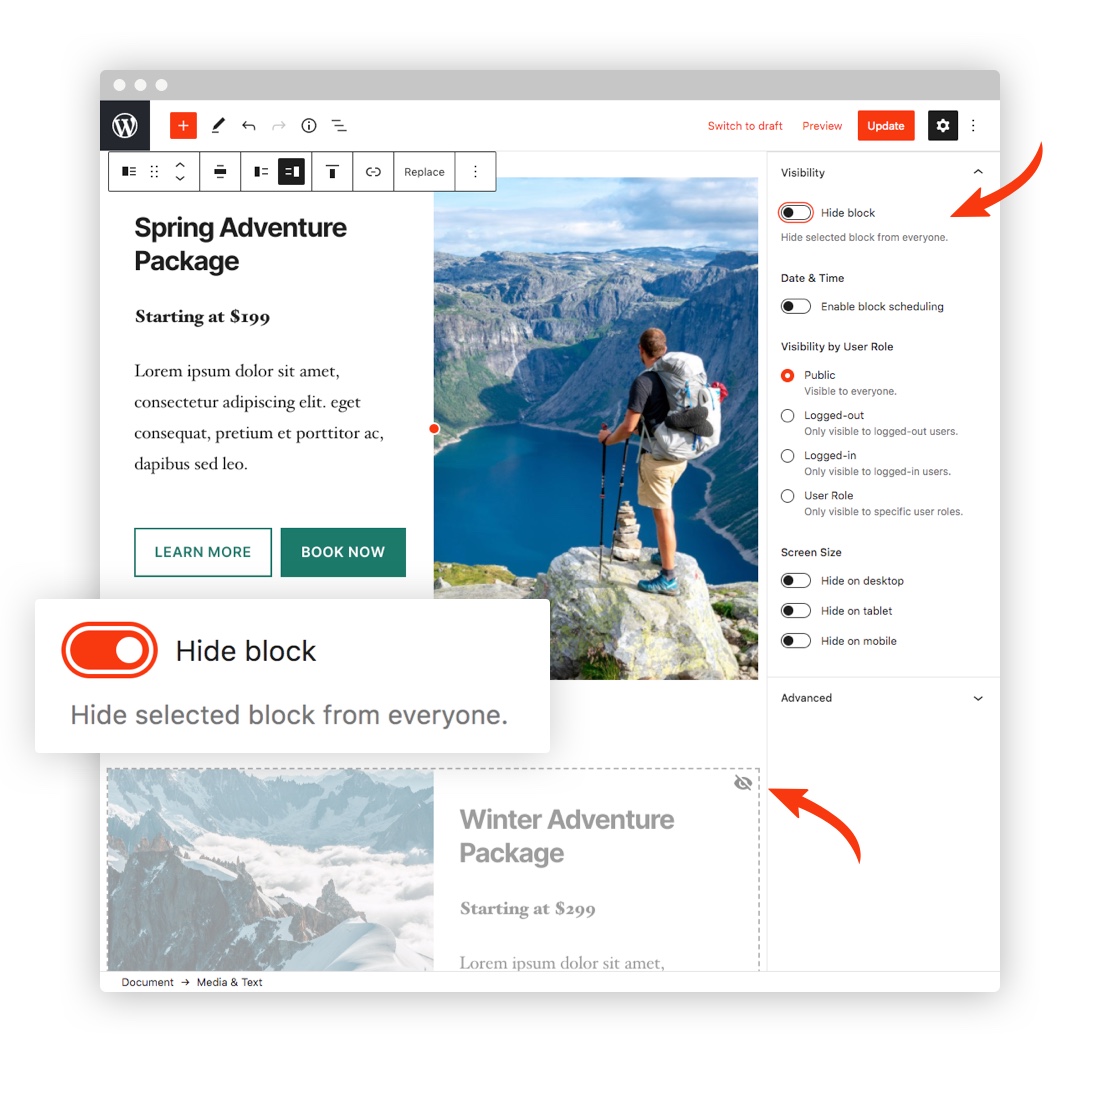 Switch to draft
Preview
Update
Replace
Spring Adventure
Package
Starting at $199
Lorem ipsum dolor sit amet,
consectetur adipiscing elit. eget
consequat, pretium et porttitor ac,
dapibus sed leo.
LEARN MORE
BOOK NOW
Visibility
Hide block
Hide selected block from everyone.
Date & Time
Enable block scheduling
Visibility by User Role
Public
Visible to everyone.
Logged-out
Only visible to logged-out users.
Logged-in
Only visible to logged-in users.
User Role
Only visible to specific user roles.
Screen Size
Hide on desktop
Hide on tablet
Hide on mobile
Advanced
Hide block
Hide selected block from everyone.
Winter Adventure
Package
Starting at $299
Lorem ipsum dolor sit amet,
Document → Media & Text